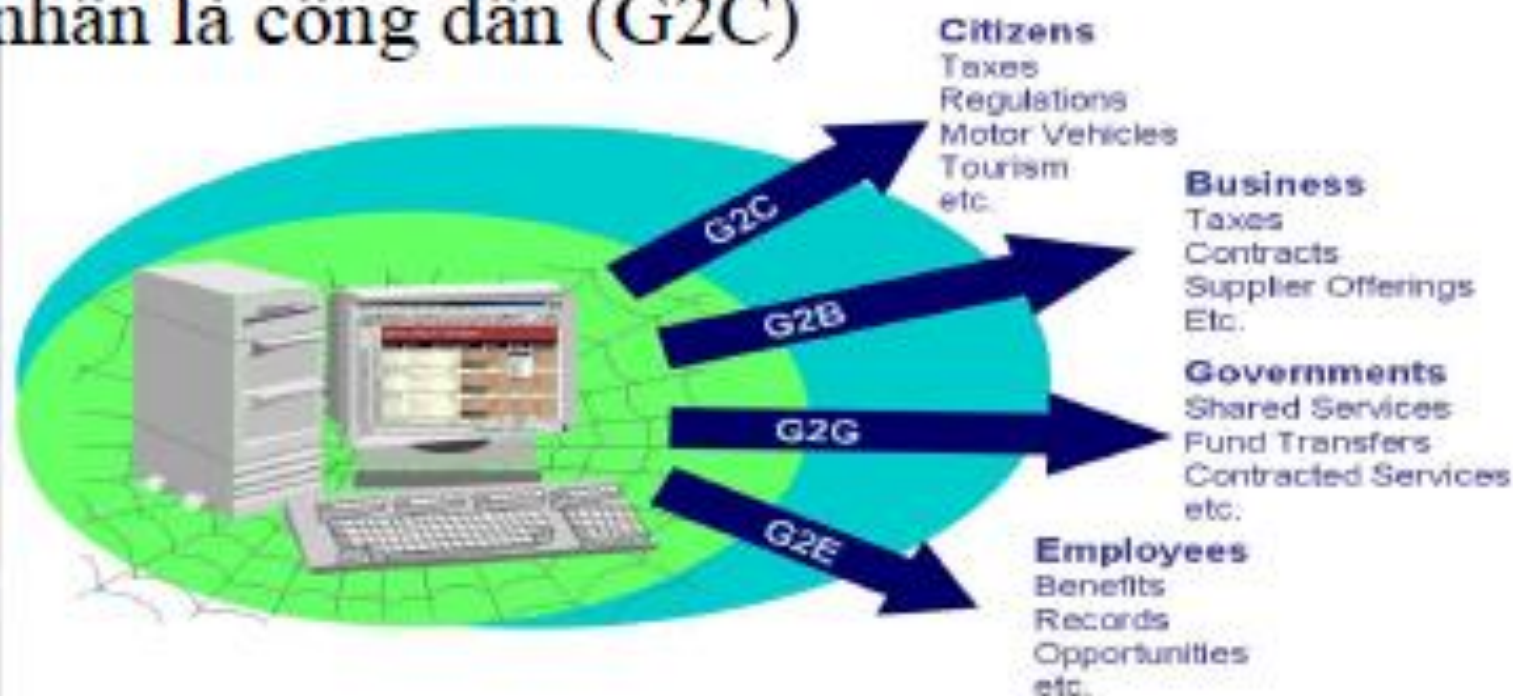 nhân là công dân (G2C)
Citizens
Taxes
Regulations
Motor Vehicles
Tourism
etc.
G2C
Business
Taxes
Contracts
Supplier Offerings
Etc.
G2B
Governments
Shared Services
Fund Transfers
Contracted Services
etc.
G2G
Employees
Benefits
Records
Opportunities
etc.
G2E